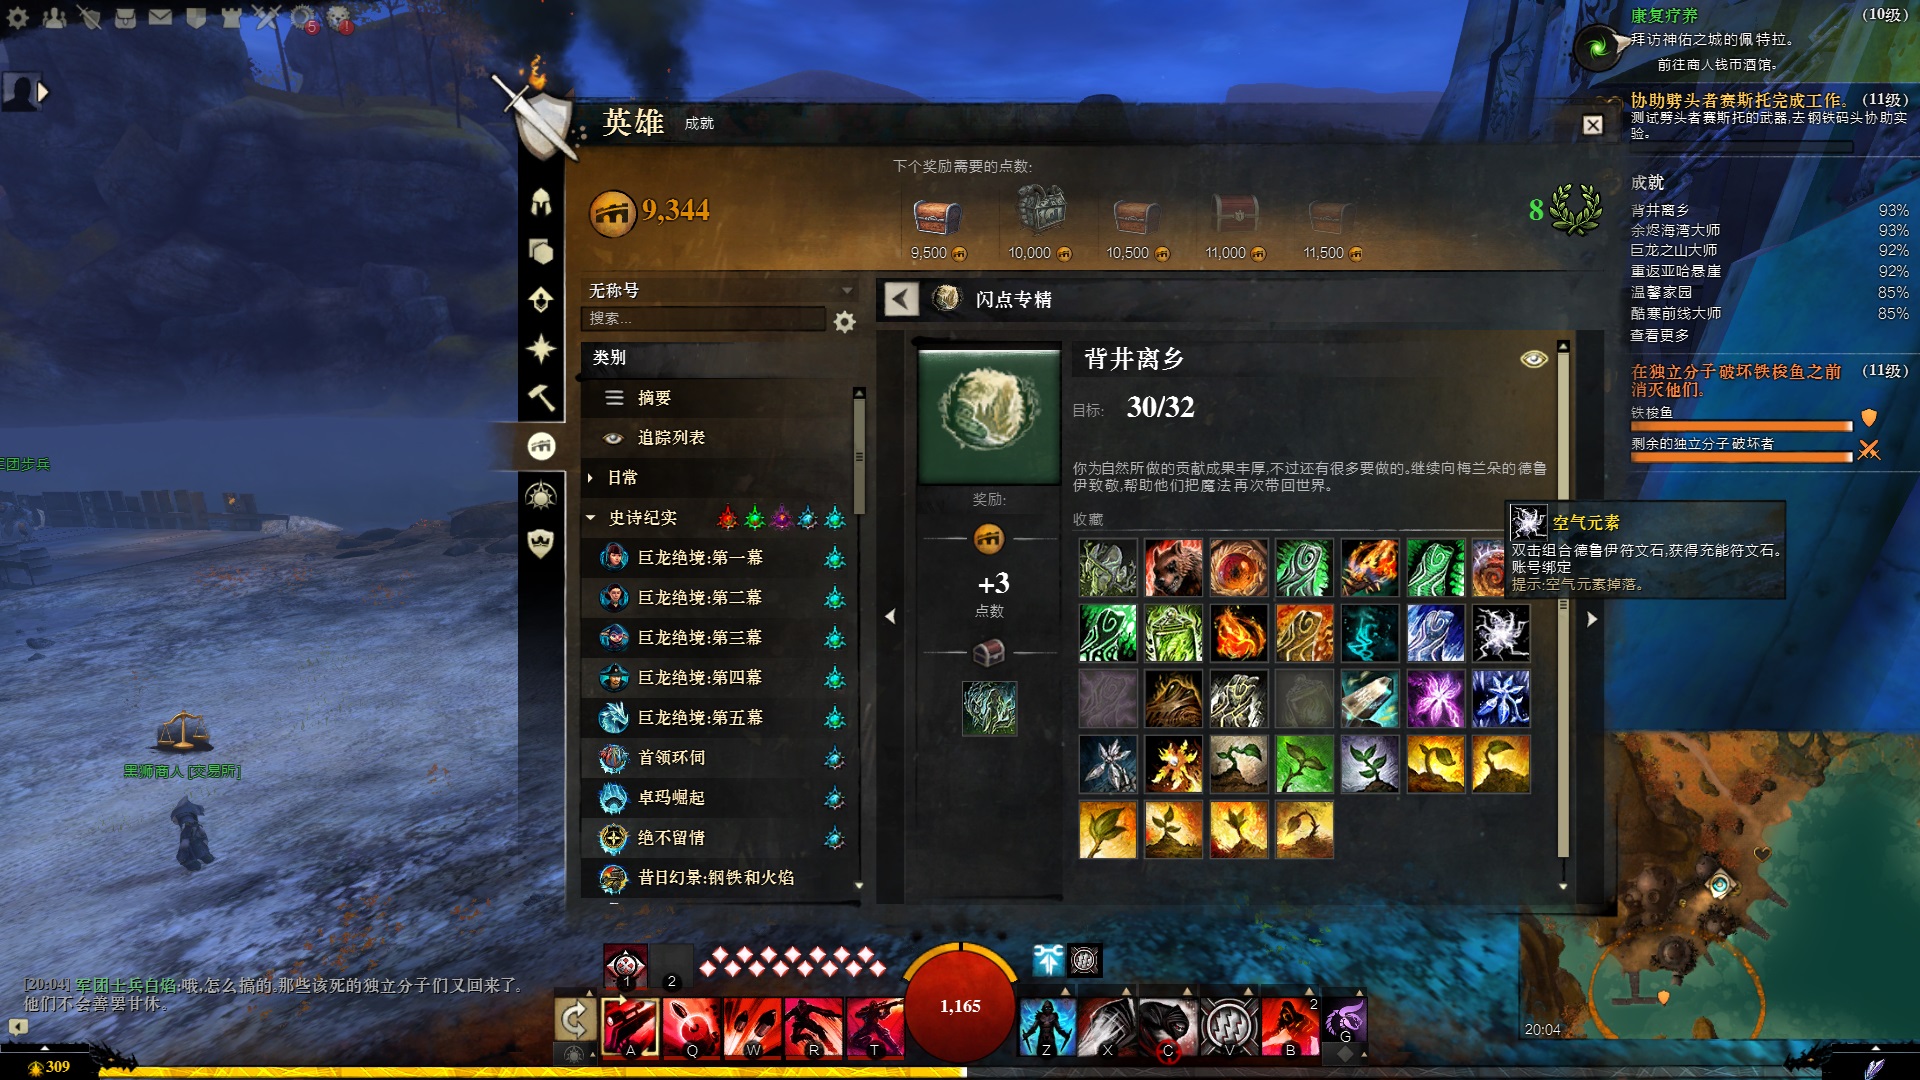 英雄
成就
9,344
下个奖励需要的点数:
9,500
10,000
10,500
11,000
11,500
8
无称号
搜索...
类别
摘要
追踪列表
日常
史诗纪实
巨龙绝境:第一幕
巨龙绝境:第二幕
巨龙绝境:第三幕
巨龙绝境:第四幕
巨龙绝境:第五幕
首领环伺
卓玛崛起
绝不留情
昔日幻景:钢铁和火焰
闪点专精
背井离乡
目标: 30/32
你为自然所做的贡献成果丰厚,不过还有很多要做的。继续向梅兰朵的德鲁
伊致敬,帮助他们把魔法再次带回世界。
奖励:
+3
点数
收藏
空气元素
双击组合德鲁伊符文石,获得充能符文石。
账号绑定
提示:空气元素掉落。
康复疗养 (10级)
拜访神佑之城的佩特拉。
前往商人钱币酒馆。
协助劈头者赛斯托完成工作。 (11级)
测试劈头者赛斯托的武器,去钢铁码头协助实
验。
成就
背井离乡 93%
余烬海湾大师 93%
巨龙之山大师 92%
重返亚哈悬崖 92%
温馨家园 85%
酷寒前线大师 85%
查看更多
在独立分子破坏铁梭鱼之前 (11级)
消灭他们。
铁梭鱼
剩余的独立分子破坏者
5
!
军团步兵
黑狮商人 [交易所]
[20:04] 军团士兵白焰:哦,怎么搞的。那些该死的独立分子们又回来了。
他们不会善罢甘休。
309
1
2
A
Q
W
R
T
1,165
Z
X
C
V
B
2
G
20:04